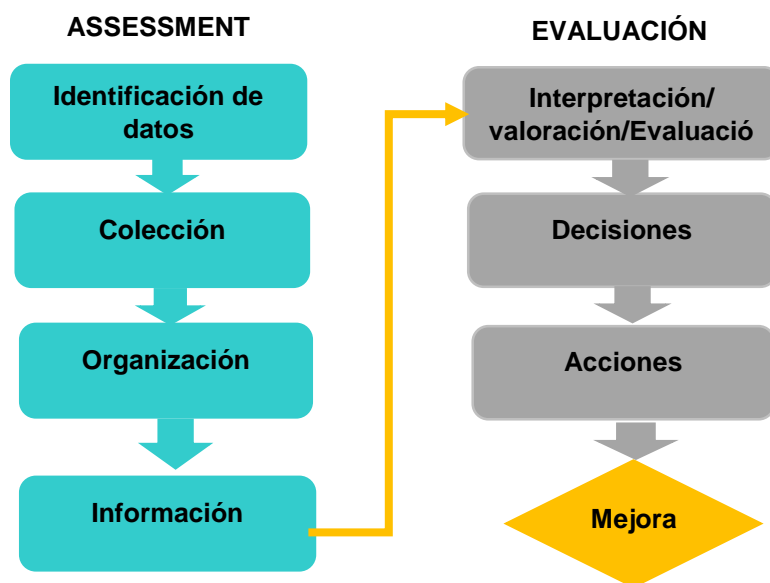 ASSESSMENT
Identificación de
datos
Colección
Organización
Información
EVALUACIÓN
Interpretación/
valoración/Evaluació
Decisiones
Acciones
Mejora